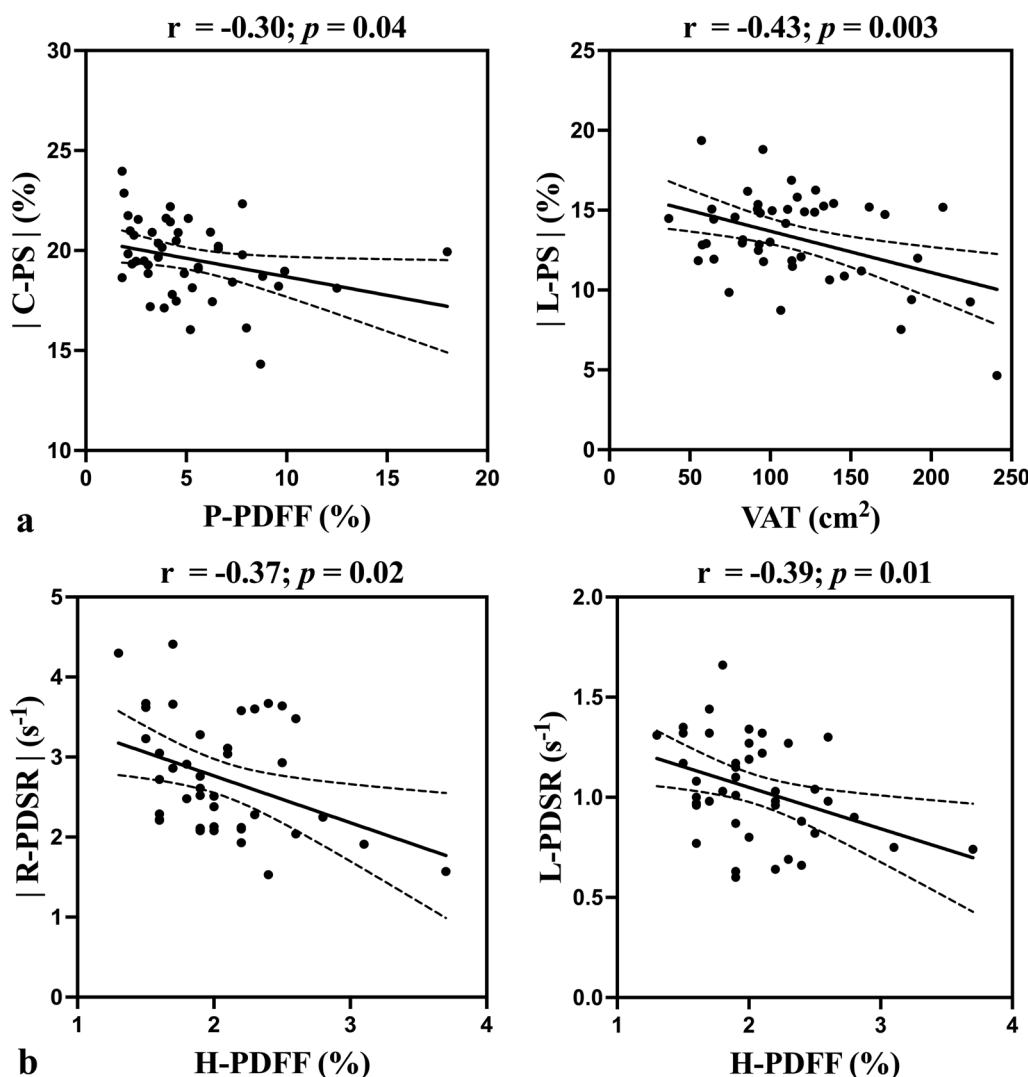 r = -0.30; p = 0.04
30
25
20
15
10
| C-PS | (%)
0
5
10
15
20
P-PDFF (%)
a
r = -0.43; p = 0.003
25
20
15
10
5
0
| L-PS | (%)
0
50
100
150
200
250
VAT (cm²)
r = -0.37; p = 0.02
5
4
3
2
1
0
| R-PDSR | (s⁻¹)
1
2
3
4
H-PDFF (%)
b
r = -0.39; p = 0.01
2.0
1.5
1.0
0.5
0.0
L-PDSR (s⁻¹)
1
2
3
4
H-PDFF (%)